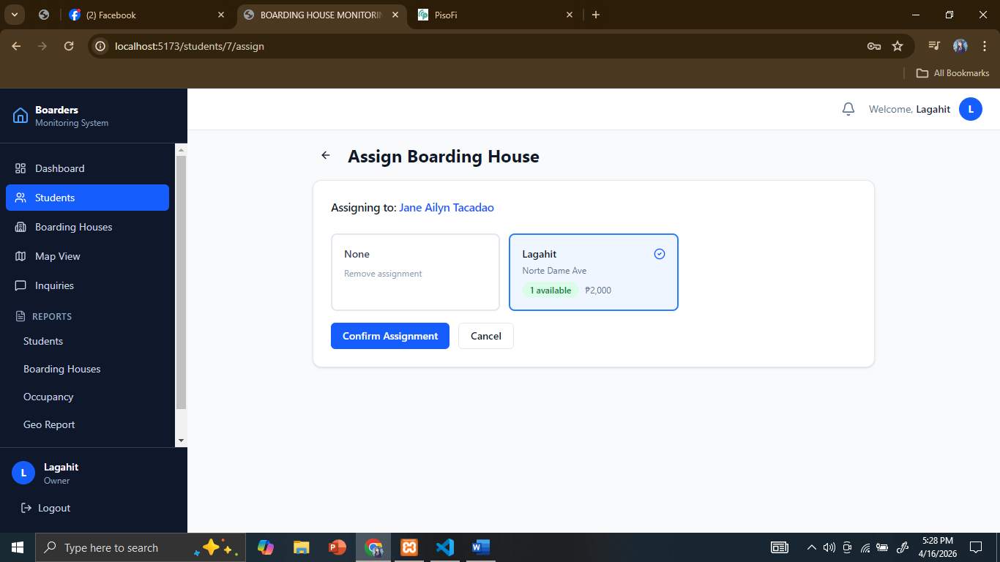 (2) Facebook
BOARDING HOUSE MONITORIN
PisoFi
localhost:5173/students/7/assign
All Bookmarks
Boarders
Monitoring System
Welcome, Lagahit
L
Dashboard
Students
Boarding Houses
Map View
Inquiries
REPORTS
Students
Boarding Houses
Occupancy
Geo Report
L
Lagahit
Owner
Logout
Assign Boarding House
Assigning to: Jane Ailyn Tacadao
None
Remove assignment
Lagahit
Norte Dame Ave
1 available ₱2,000
Confirm Assignment
Cancel
Type here to search
5:28 PM
4/16/2026